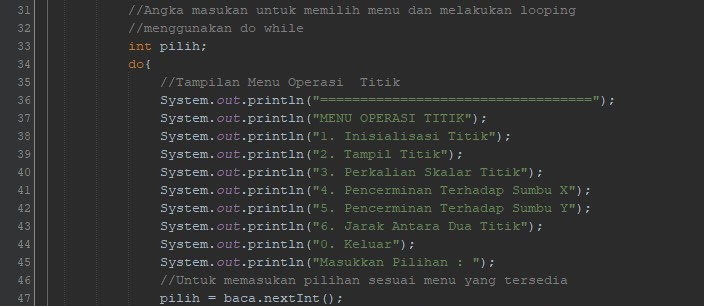 31 //Angka masukan untuk memilih menu dan melakukan looping
32 //menggunakan do while
33 int pilih;
34 do{
35 //Tampilan Menu Operasi  Titik
36 System.out.println("==================================");
37 System.out.println("MENU OPERASI TITIK");
38 System.out.println("1. Inisialisasi Titik");
39 System.out.println("2. Tampil Titik");
40 System.out.println("3. Perkalian Skalar Titik");
41 System.out.println("4. Pencerminan Terhadap Sumbu X");
42 System.out.println("5. Pencerminan Terhadap Sumbu Y");
43 System.out.println("6. Jarak Antara Dua Titik");
44 System.out.println("0. Keluar");
45 System.out.println("Masukkan Pilihan : ");
46 //Untuk memasukan pilihan sesuai menu yang tersedia
47 pilih = baca.nextInt();